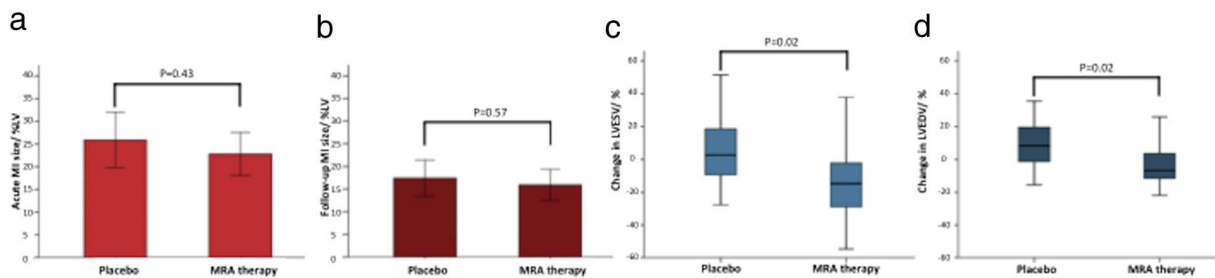 a
P=0.43
Acute MI size/ %LV
40
35
30
25
20
15
10
5
0
Placebo MRA therapy
b
P=0.57
Follow-up MI size/ %LV
40
35
30
25
20
15
10
5
0
Placebo MRA therapy
c
P=0.02
Change in LVESV/ %
60
40
20
0
-20
-40
-60
Placebo MRA therapy
d
P=0.02
Change in LVEDV/ %
60
40
20
0
-20
-40
-60
Placebo MRA therapy